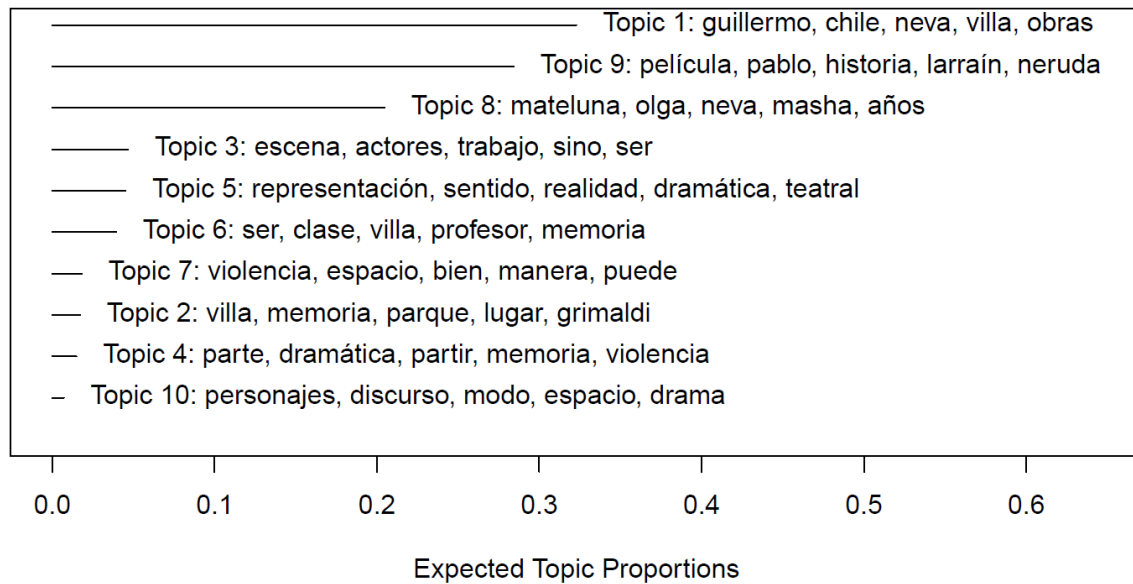 Topic 1: guillermo, chile, neva, villa, obras
Topic 9: película, pablo, historia, larraín, neruda
Topic 8: mateluna, olga, neva, masha, años
Topic 3: escena, actores, trabajo, sino, ser
Topic 5: representación, sentido, realidad, dramática, teatral
Topic 6: ser, clase, villa, profesor, memoria
Topic 7: violencia, espacio, bien, manera, puede
Topic 2: villa, memoria, parque, lugar, grimaldi
Topic 4: parte, dramática, partir, memoria, violencia
Topic 10: personajes, discurso, modo, espacio, drama
0.0 0.1 0.2 0.3 0.4 0.5 0.6
Expected Topic Proportions